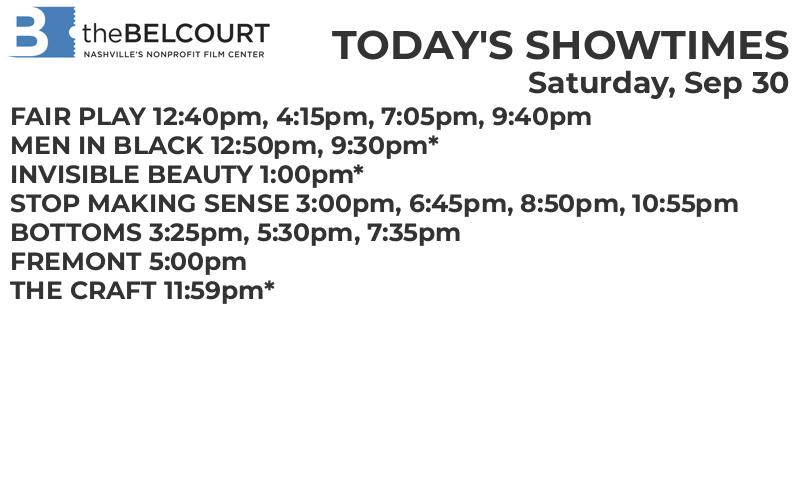 B theBELCOURT
NASHVILLE'S NONPROFIT FILM CENTER
TODAY'S SHOWTIMES
Saturday, Sep 30
FAIR PLAY 12:40pm, 4:15pm, 7:05pm, 9:40pm
MEN IN BLACK 12:50pm, 9:30pm*
INVISIBLE BEAUTY 1:00pm*
STOP MAKING SENSE 3:00pm, 6:45pm, 8:50pm, 10:55pm
BOTTOMS 3:25pm, 5:30pm, 7:35pm
FREMONT 5:00pm
THE CRAFT 11:59pm*